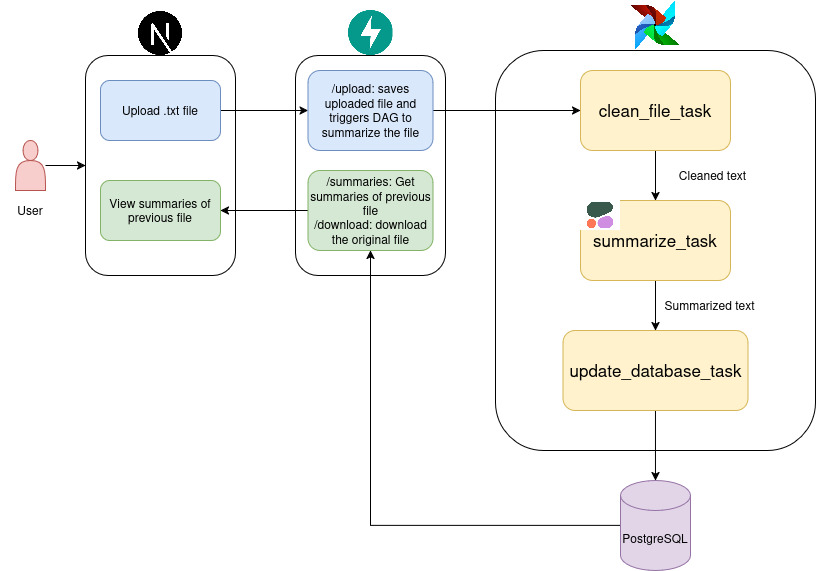 N
Upload .txt file
/upload: saves
uploaded file and
triggers DAG to
summarize the file
clean_file_task
Cleaned text
User
View summaries of
previous file
/summaries: Get
summaries of previous
file
/download: download
the original file
summarize_task
Summarized text
update_database_task
PostgreSQL